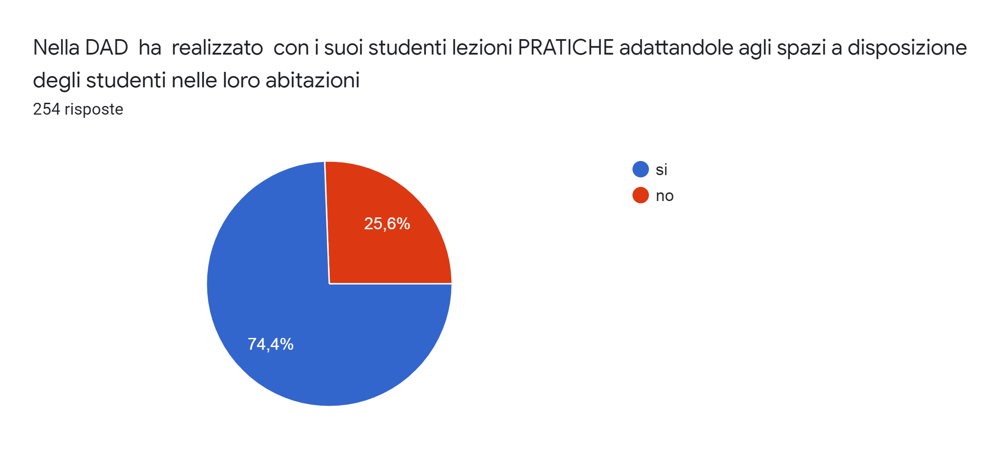 Nella DAD  ha  realizzato  con i suoi studenti lezioni PRATICHE adattandole agli spazi a disposizione
degli studenti nelle loro abitazioni
254 risposte
si
no
25,6%
74,4%